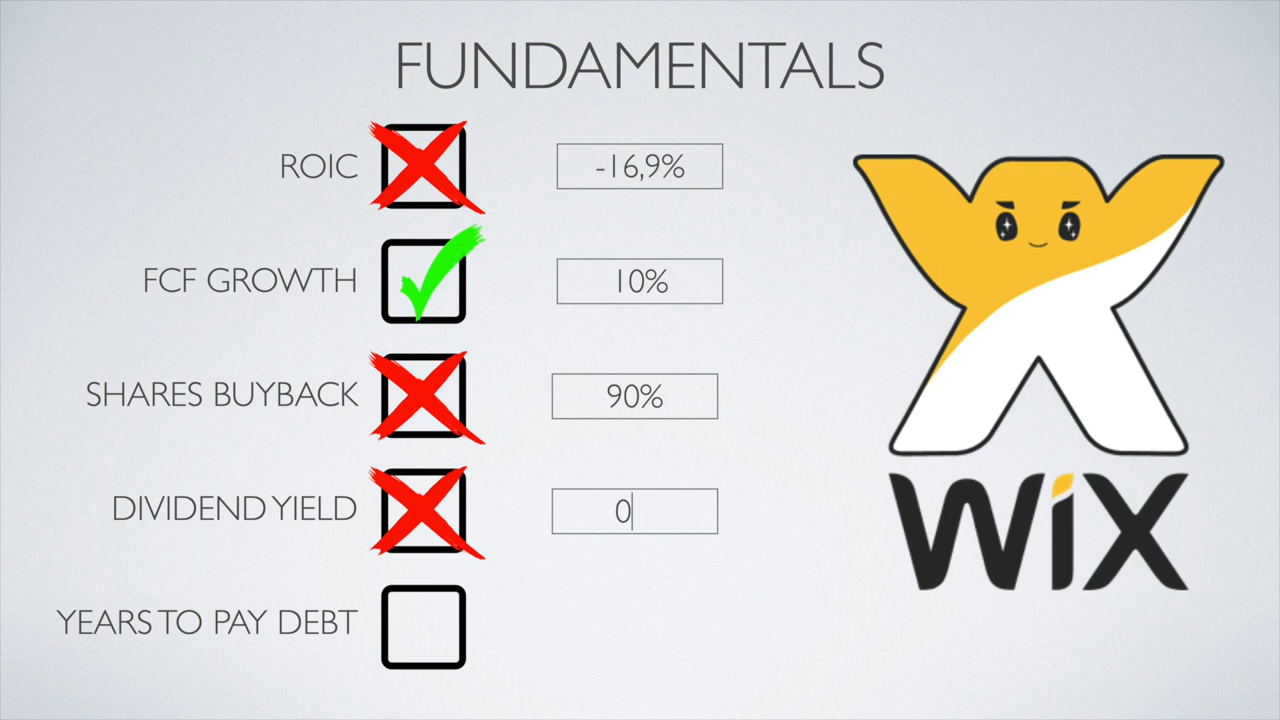 FUNDAMENTALS
ROIC
-16,9%
FCF GROWTH
10%
SHARES BUYBACK
90%
DIVIDEND YIELD
0
YEARS TO PAY DEBT
WiX